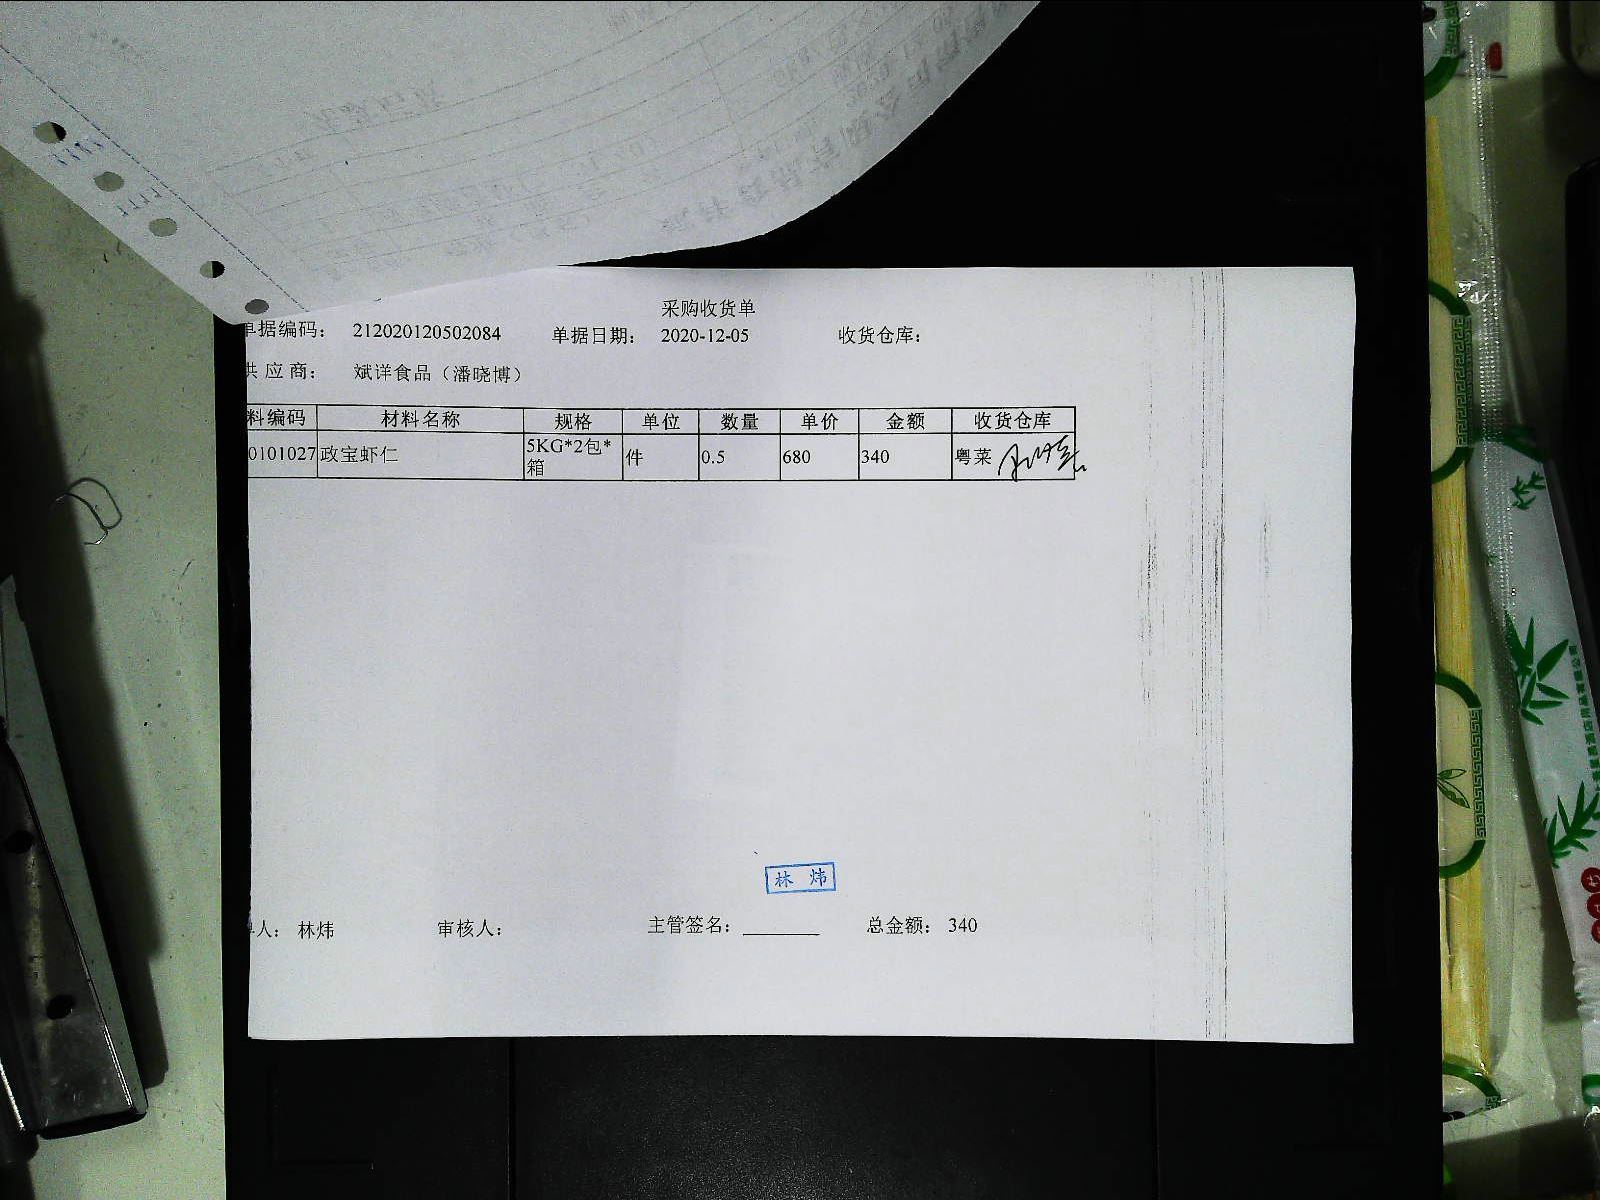 采购收货单
单据编码： 212020120502084 单据日期： 2020-12-05 收货仓库：
供应商： 斌洋食品（潘晓博）
料编码 材料名称 规格 单位 数量 单价 金额 收货仓库
0101027 政宝虾仁 5KG*2包*箱 件 0.5 680 340 粤菜
林 炜
单人： 林炜 审核人： 主管签名： 总金额： 340